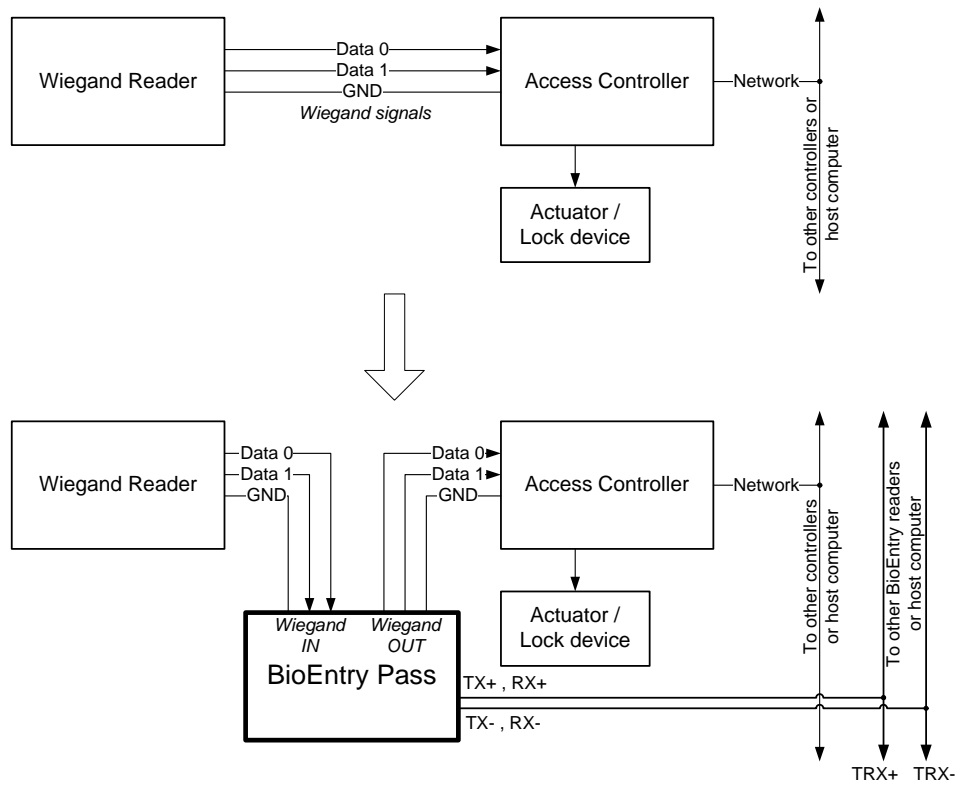 Wiegand Reader
Data 0
Data 1
GND
Wiegand signals
Access Controller
Network
To other controllers or
host computer
Actuator /
Lock device
Wiegand Reader
Data 0
Data 1
GND
Data 0
Data 1
GND
Access Controller
Network
To other controllers
or host computer
To other BioEntry readers
or host computer
Actuator /
Lock device
Wiegand
IN
Wiegand
OUT
BioEntry Pass
TX+ , RX+
TX- , RX-
TRX+
TRX-